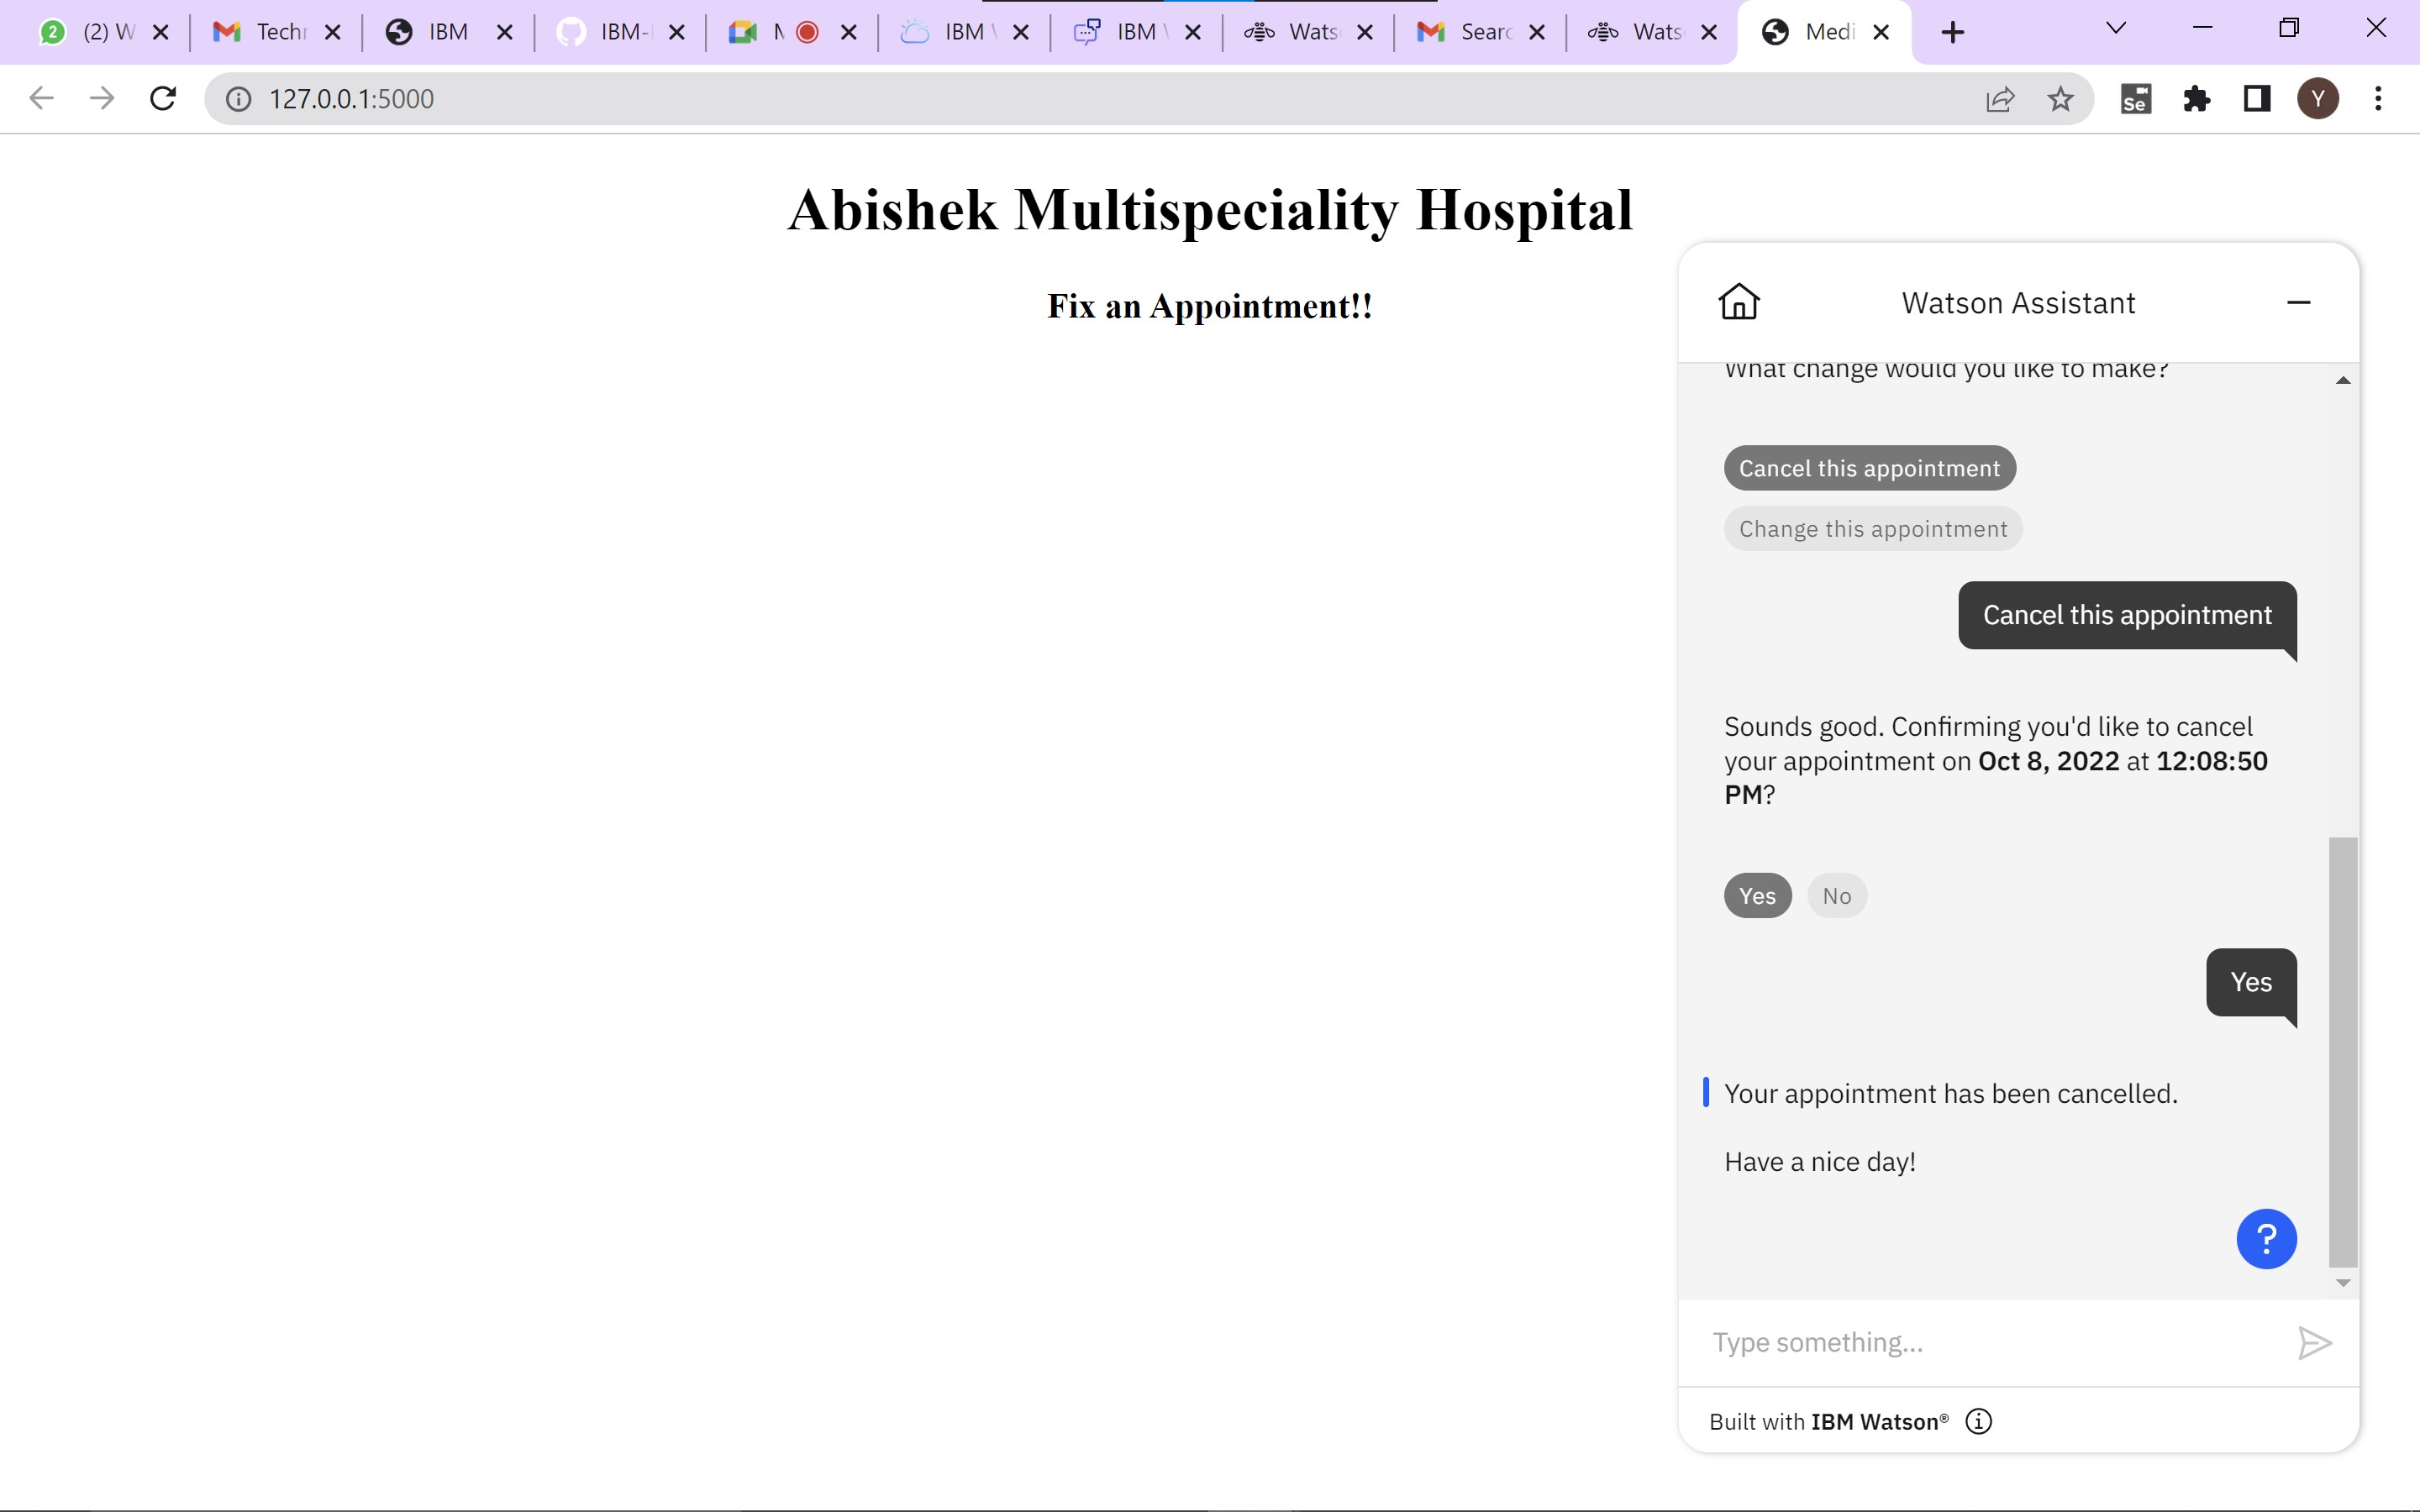 2 (2) W Techr IBM IBM- IBM IBM Wats Searc Wats Medi
127.0.0.1:5000 Se Y
Abishek Multispeciality Hospital
Fix an Appointment!!
Watson Assistant
What change would you like to make?
Cancel this appointment
Change this appointment
Cancel this appointment
Sounds good. Confirming you'd like to cancel
your appointment on Oct 8, 2022 at 12:08:50
PM?
Yes No
Yes
Your appointment has been cancelled.
Have a nice day!
?
Type something...
Built with IBM Watson®